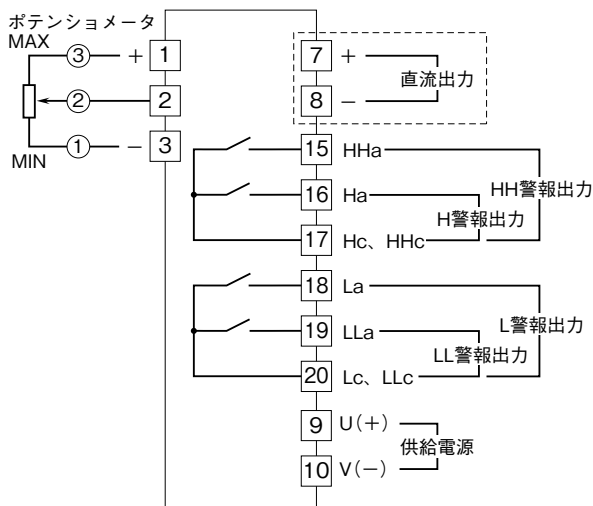 ポテンショメータ
MAX
③ + 1
② 2
① − 3
MIN
7 +
8 −
直流出力
15 HHa
16 Ha
17 Hc、HHc
H警報出力
HH警報出力
18 La
19 LLa
20 Lc、LLc
LL警報出力
L警報出力
9 U(+)
10 V(−)
供給電源